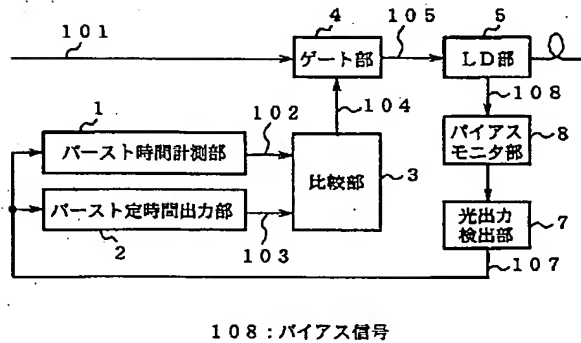 101
4
ゲート部
105
5
LD部
108
104
1
バースト時間計測部
102
バイアス
モニタ部
8
比較部
3
バースト定時間出力部
2
103
光出力
検出部
7
107
108：バイアス信号